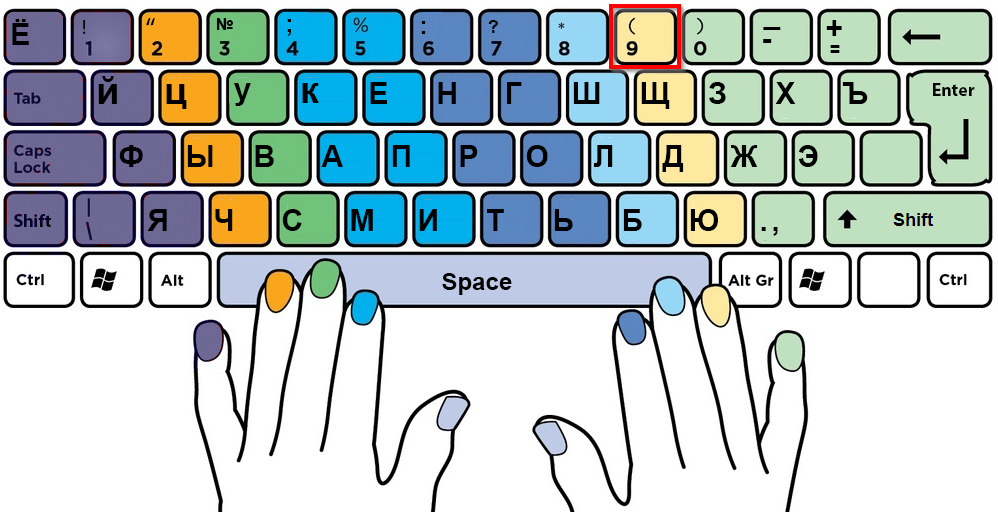 Ё ! 1 “ 2 № 3 ; 4 % 5 : 6 ? 7 * 8 ( 9 ) 0 — - + =
Tab Й Ц У К Е Н Г Ш Щ З Х Ъ Enter
Caps Lock Ф Ы В А П Р О Л Д Ж Э
Shift | \ Я Ч С М И Т Ь Б Ю . , Shift
Ctrl Alt Space Alt Gr Ctrl